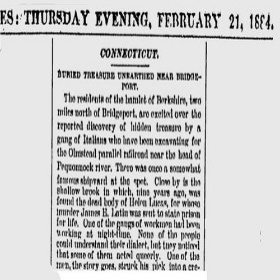 ES: THURSDAY EVENING, FEBRUARY 21, 1884.
CONNECTICUT.
BURIED TREASURE UNEARTHED NEAR BRIDGE-
PORT.
The residents of the hamlet of Berkshire, two
miles north of Bridgeport, are excited over the
reported discovery of hidden treasure by a
gang of Italians who have been excavating for
the Olmstead parallel railroad near the head of
Pequonnock river. There was once a somewhat
famous shipyard at the spot. Close by is the
shallow brook in which, nine years ago, was
found the dead body of Helen Lucas, for whose
murder James E. Latin was sent to state prison
for life. One of the gangs of workmen had been
working at night-time. None of the people
could understand their dialect, but they noticed
that some of them acted queerly. One of the
men, the story goes, struck his pick into a cre-